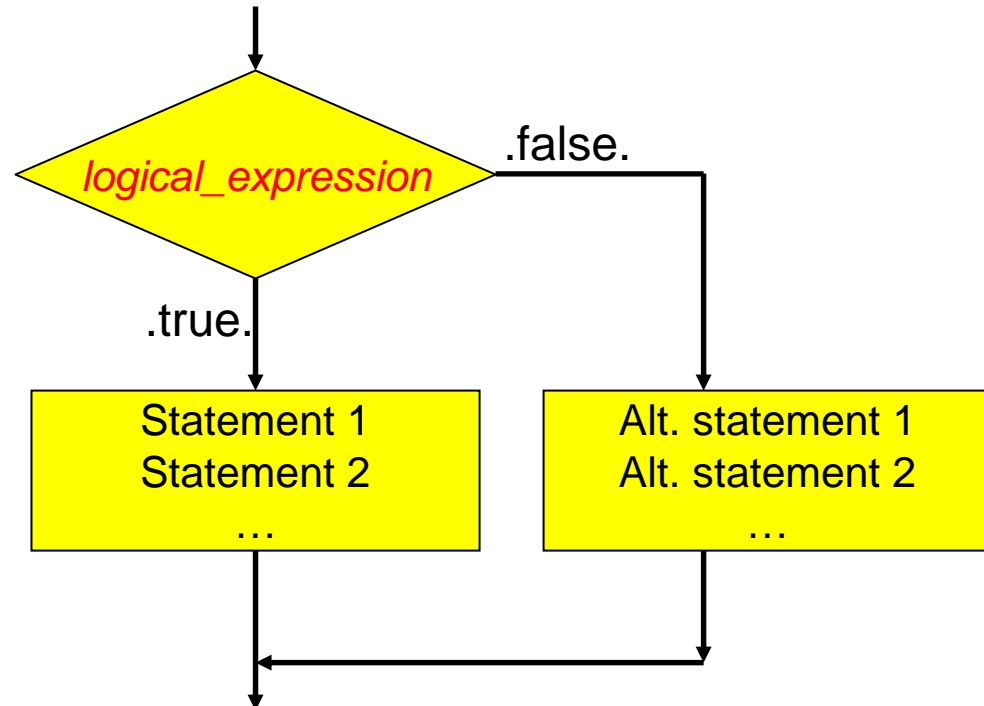 logical_expression
.false.
.true.
Statement 1
Statement 2
…
Alt. statement 1
Alt. statement 2
…